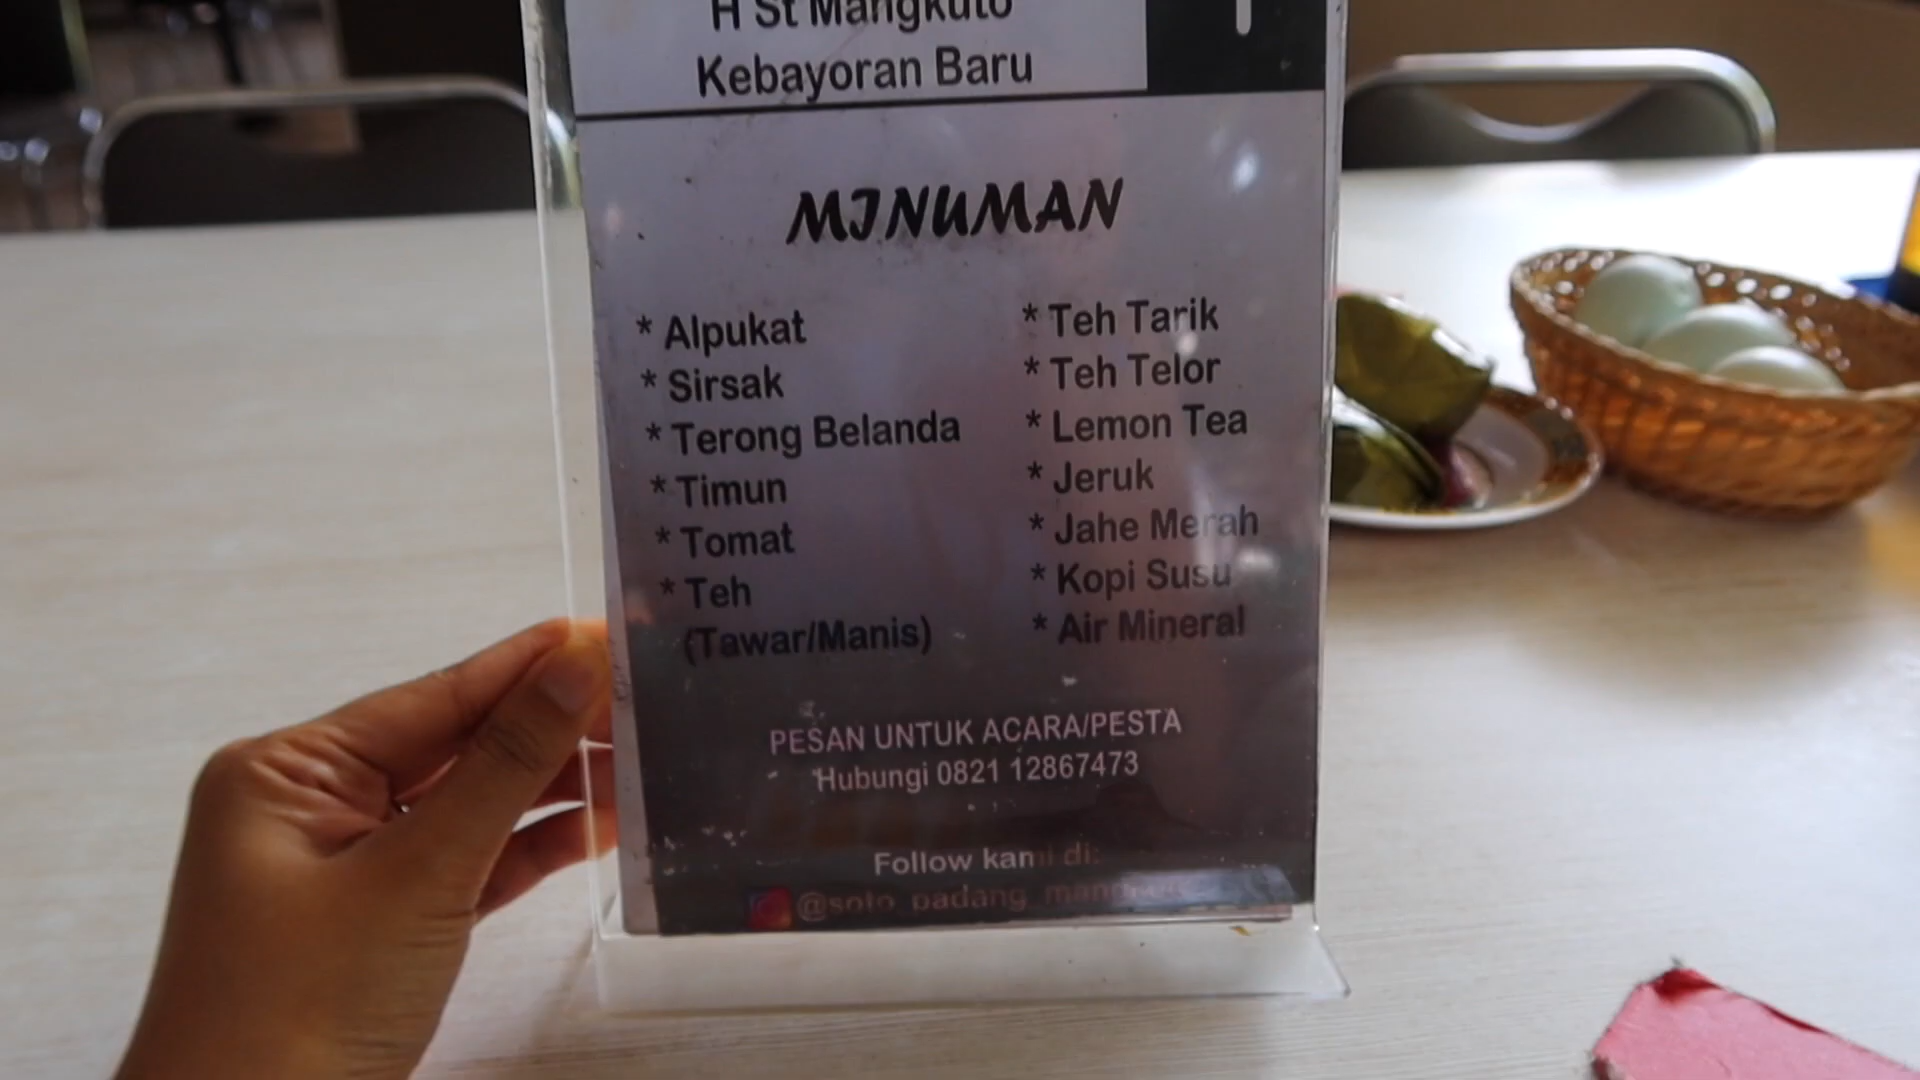 H St Mangkuto
Kebayoran Baru
MINUMAN
* Alpukat
* Sirsak
* Terong Belanda
* Timun
* Tomat
* Teh
(Tawar/Manis)
* Teh Tarik
* Teh Telor
* Lemon Tea
* Jeruk
* Jahe Merah
* Kopi Susu
* Air Mineral
PESAN UNTUK ACARA/PESTA
Hubungi 0821 12867473
Follow kami di:
@soto_padang